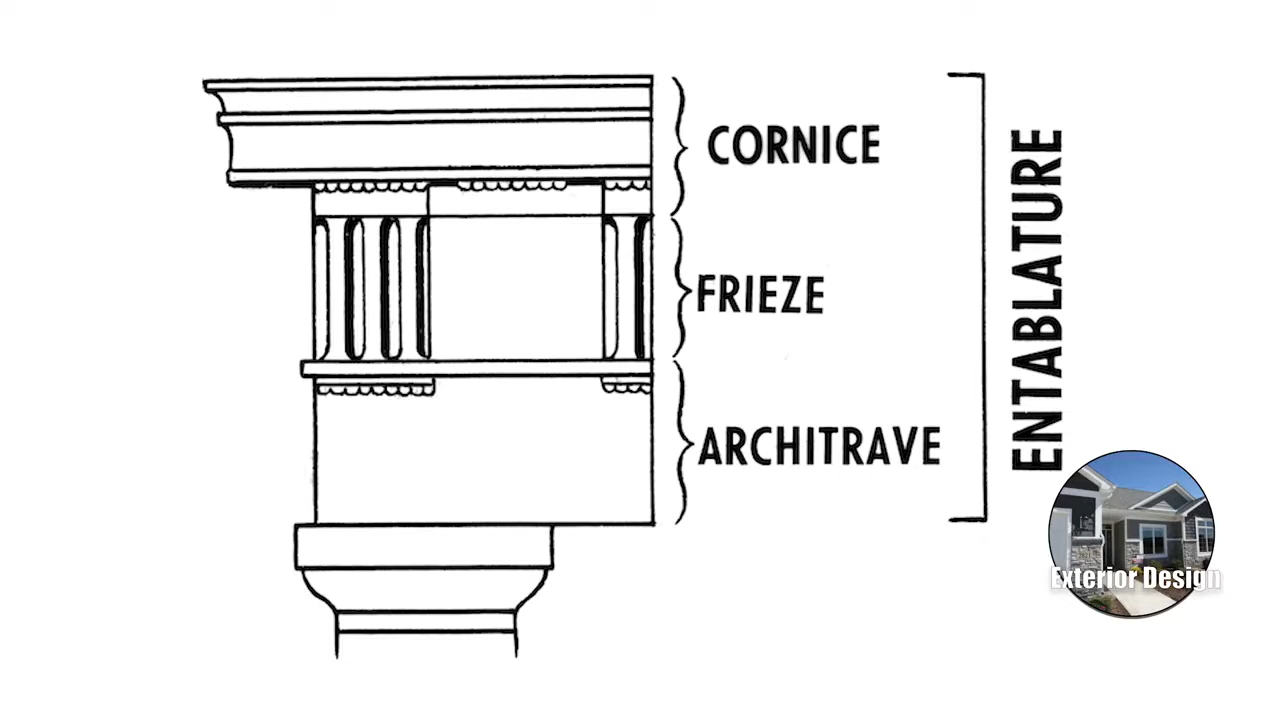 CORNICE
FRIEZE
ARCHITRAVE
ENTABLATURE
Exterior Design